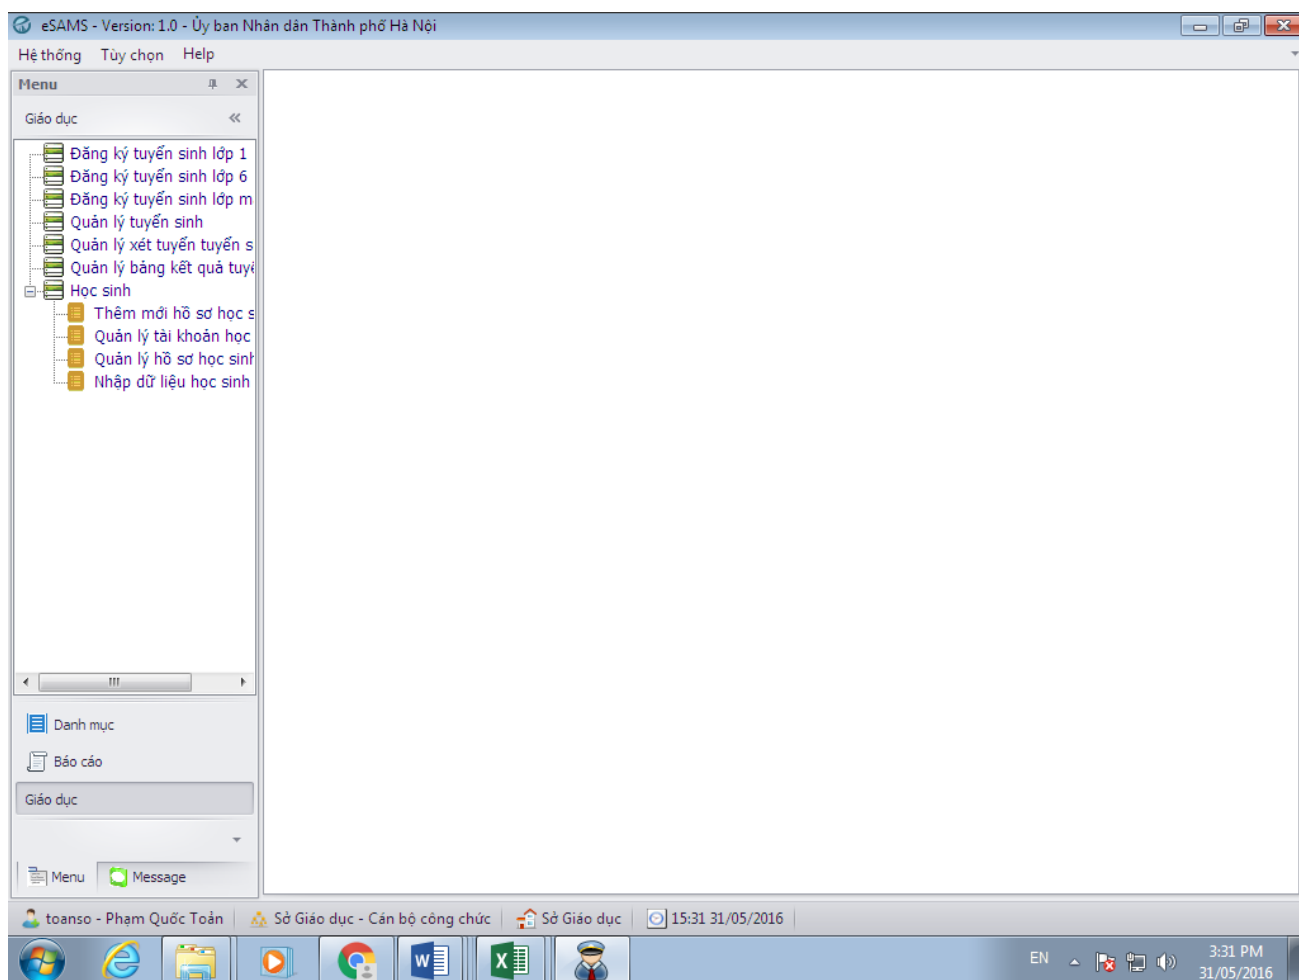 eSAMS - Version: 1.0 - Ủy ban Nhân dân Thành phố Hà Nội
Hệ thống Tùy chọn Help
Menu
Giáo dục
Đăng ký tuyển sinh lớp 1
Đăng ký tuyển sinh lớp 6
Đăng ký tuyển sinh lớp m
Quản lý tuyển sinh
Quản lý xét tuyển tuyển s
Quản lý bảng kết quả tuyể
Học sinh
Thêm mới hồ sơ học s
Quản lý tài khoản học
Quản lý hồ sơ học sinh
Nhập dữ liệu học sinh
Danh mục
Báo cáo
Giáo dục
Menu Message
toanso - Phạm Quốc Toản Sở Giáo dục - Cán bộ công chức Sở Giáo dục 15:31 31/05/2016
EN 3:31 PM
31/05/2016